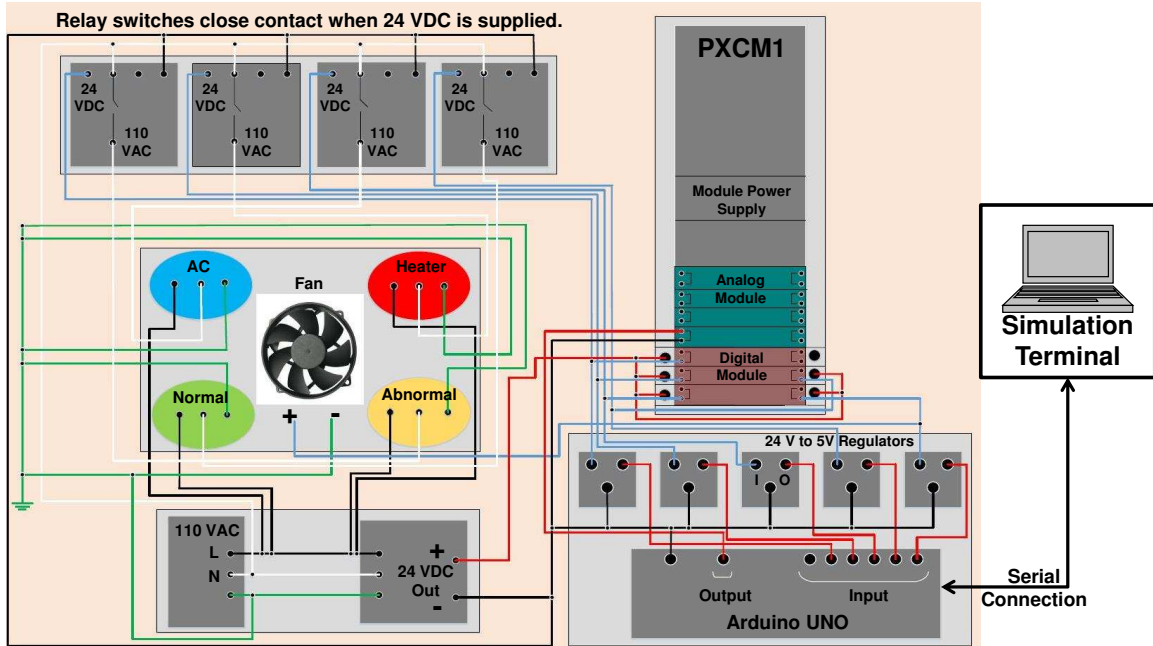 Relay switches close contact when 24 VDC is supplied.
PXCM1
24
VDC
110
VAC
24
VDC
110
VAC
24
VDC
110
VAC
24
VDC
110
VAC
Module Power
Supply
AC
Fan
Heater
Analog
Module
Simulation
Terminal
Digital
Module
Normal
Abnormal
+
-
24 V to 5V Regulators
I O
110 VAC
L
N
+
24 VDC
Out
-
Output
Input
Arduino UNO
Serial
Connection